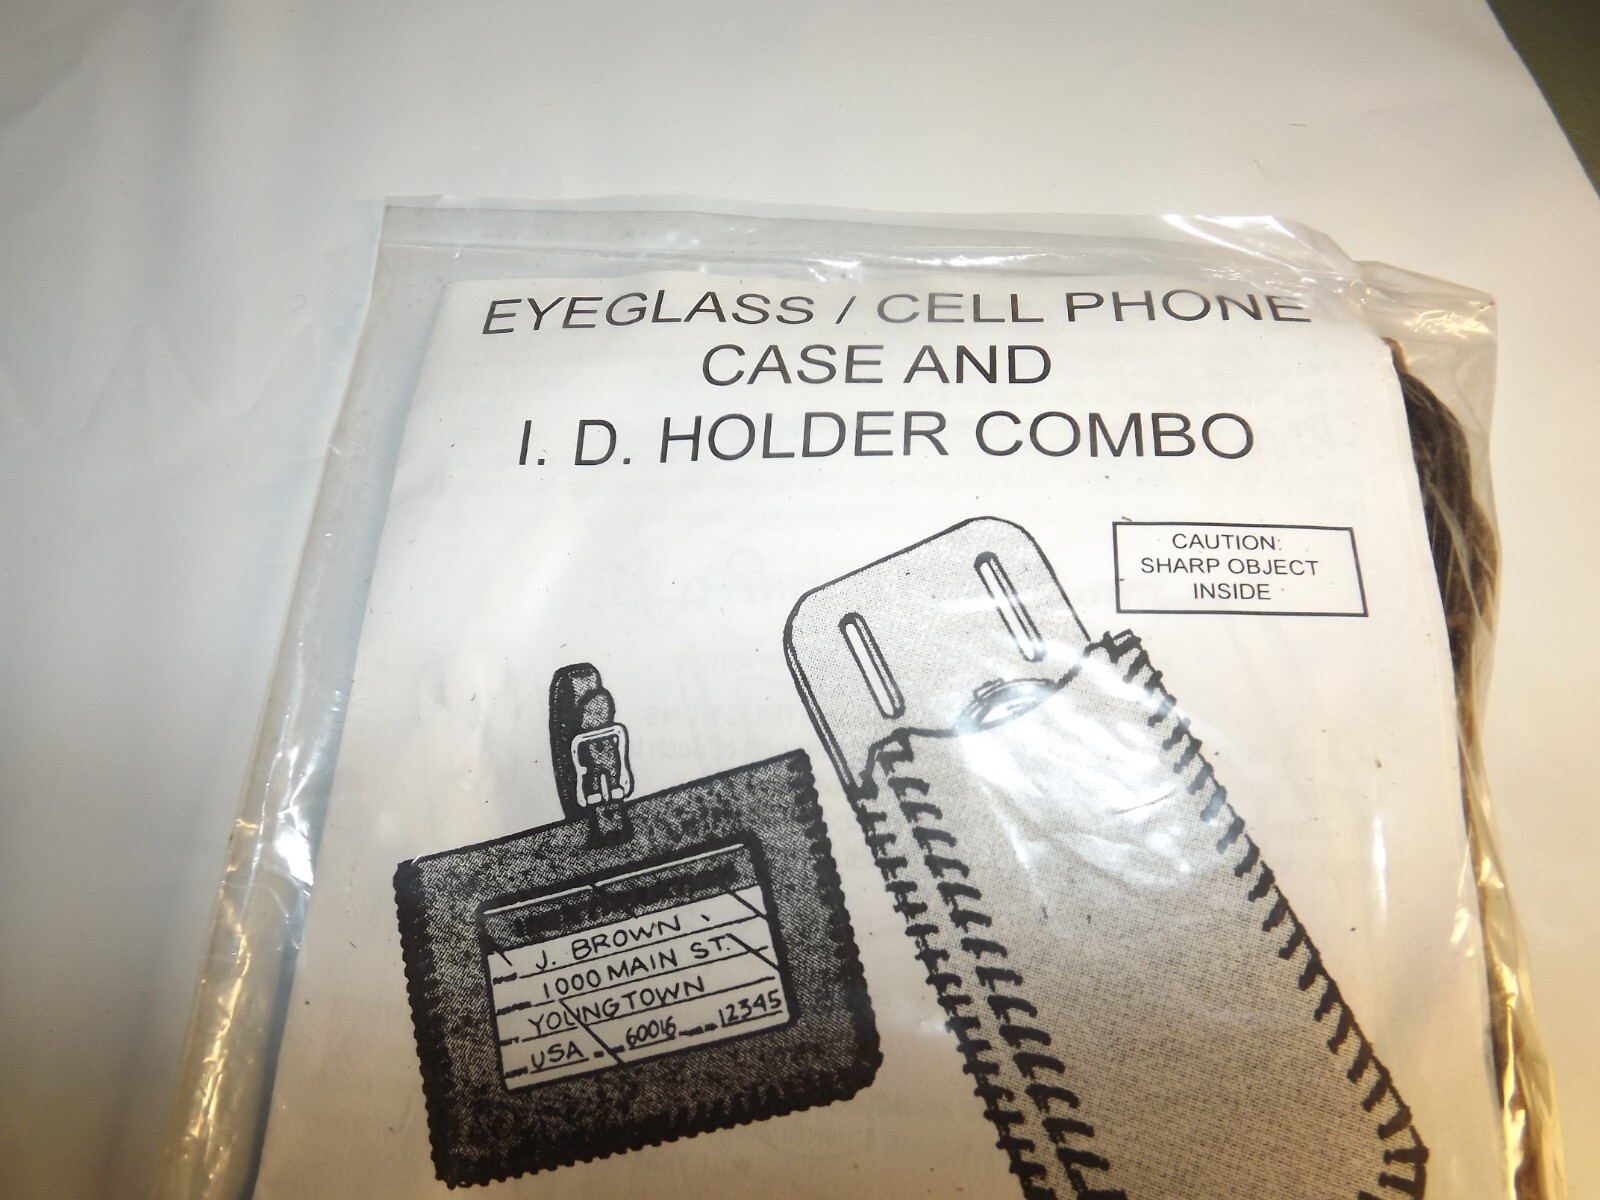 EYEGLASS / CELL PHONE
CASE AND
I. D. HOLDER COMBO
CAUTION:
SHARP OBJECT
INSIDE
J. BROWN
1000 MAIN ST.
YOUNGTOWN
USA - 60016 - 12345